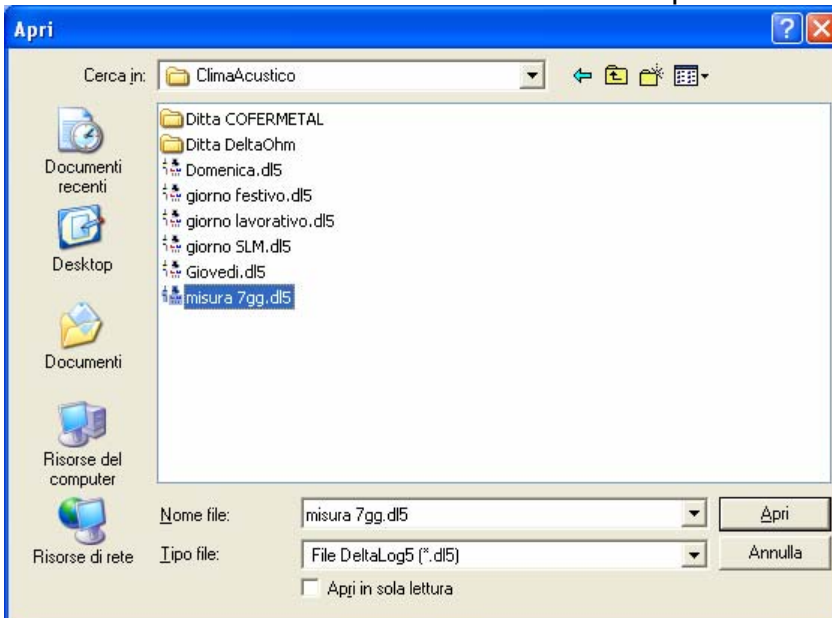 Apri
Cerca in: ClimaAcustico
Ditta COFERMETAL
Ditta DeltaOhm
Domenica.dl5
giorno festivo.dl5
giorno lavorativo.dl5
giorno SLM.dl5
Giovedi.dl5
misura 7gg.dl5
Documenti
recenti
Desktop
Documenti
Risorse del
computer
Risorse di rete
Nome file: misura 7gg.dl5 Apri
Tipo file: File DeltaLog5 (*.dl5) Annulla
Apri in sola lettura